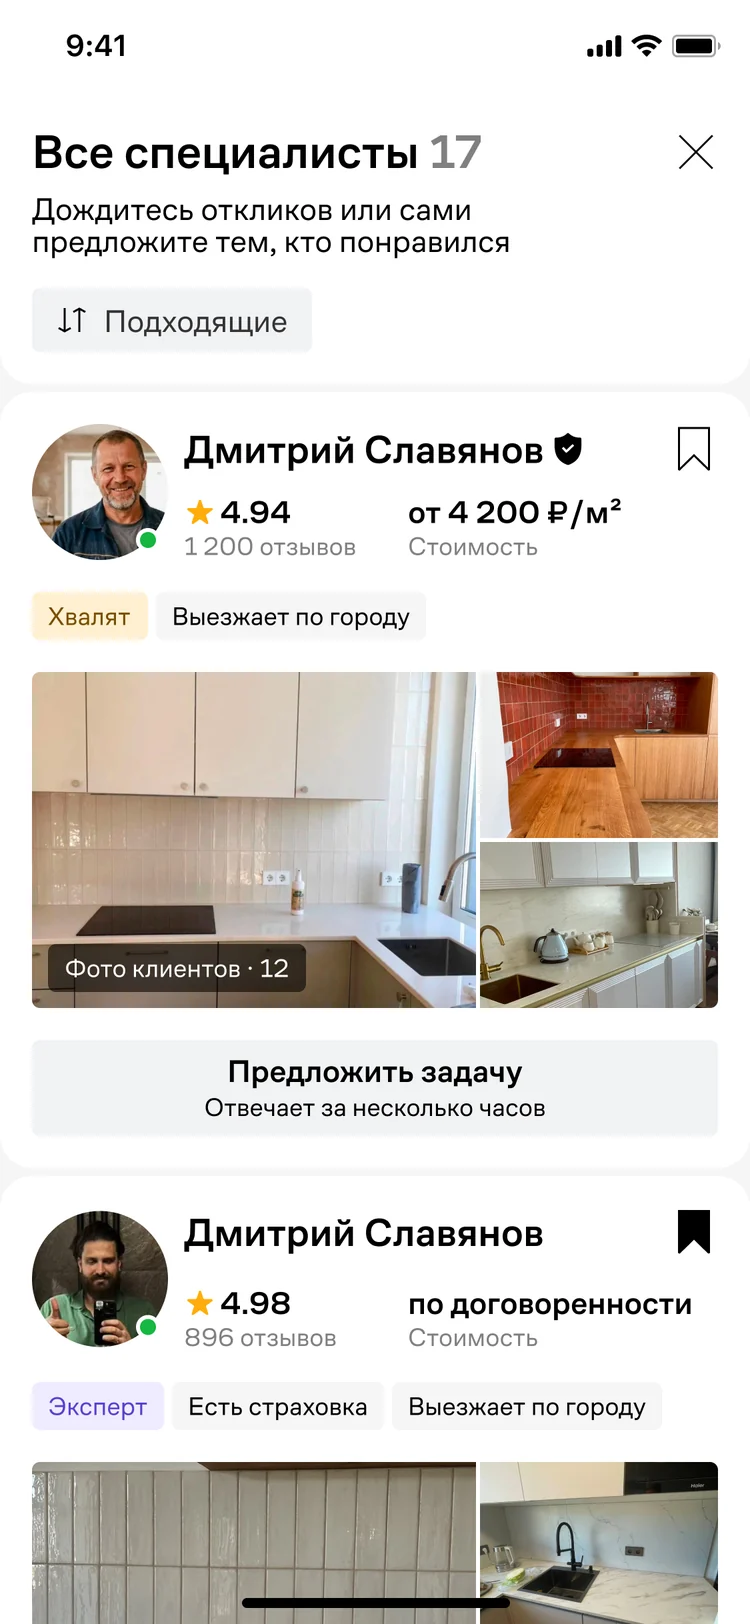 9:41
Все специалисты 17
Дождитесь откликов или сами
предложите тем, кто понравился
Подходящие
Дмитрий Славянов
4.94
от 4 200 ₽/м²
1 200 отзывов
Стоимость
Хвалят
Выезжает по городу
Фото клиентов · 12
Предложить задачу
Отвечает за несколько часов
Дмитрий Славянов
4.98
по договоренности
896 отзывов
Стоимость
Эксперт
Есть страховка
Выезжает по городу
Haier